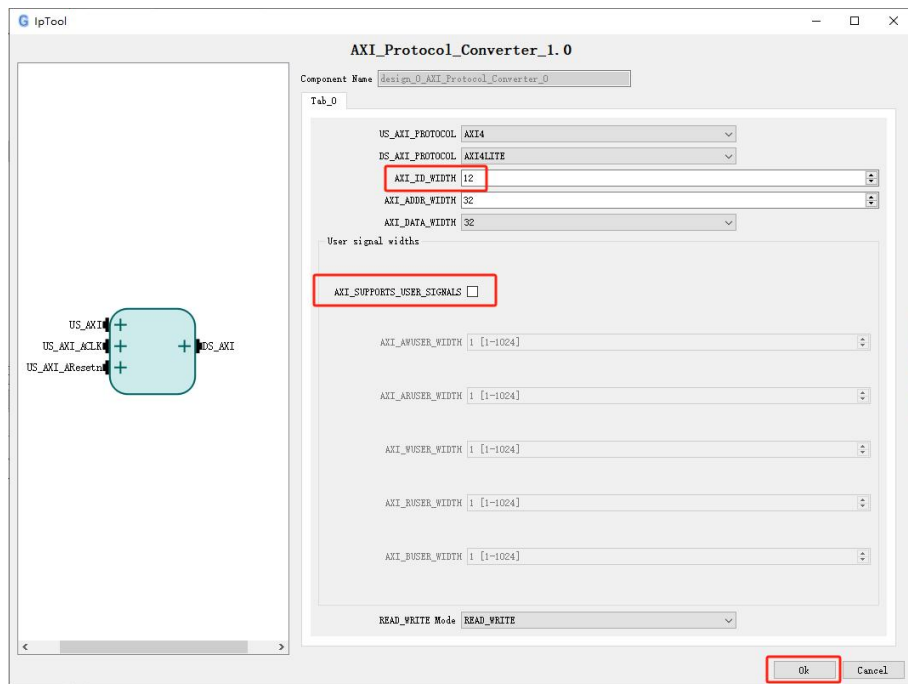 IpTool
AXI_Protocol_Converter_1.0
Component Name design_0_AXI_Protocol_Converter_0
Tab_0
US_AXI_PROTOCOL AXI4
DS_AXI_PROTOCOL AXI4LITE
AXI_ID_WIDTH 12
AXI_ADDR_WIDTH 32
AXI_DATA_WIDTH 32
User signal widths
AXI_SUPPORTS_USER_SIGNALS
AXI_AWUSER_WIDTH 1 [1-1024]
AXI_ARUSER_WIDTH 1 [1-1024]
AXI_WUSER_WIDTH 1 [1-1024]
AXI_RUSER_WIDTH 1 [1-1024]
AXI_BUSER_WIDTH 1 [1-1024]
READ_WRITE Mode READ_WRITE
US_AXI
US_AXI_ACLK
US_AXI_AResetn
DS_AXI
Ok
Cancel